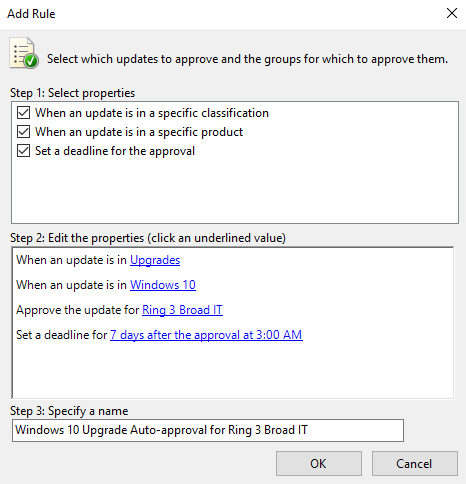 Add Rule
Select which updates to approve and the groups for which to approve them.
Step 1: Select properties
When an update is in a specific classification
When an update is in a specific product
Set a deadline for the approval
Step 2: Edit the properties (click an underlined value)
When an update is in Upgrades
When an update is in Windows 10
Approve the update for Ring 3 Broad IT
Set a deadline for 7 days after the approval at 3:00 AM
Step 3: Specify a name
Windows 10 Upgrade Auto-approval for Ring 3 Broad IT
OK Cancel